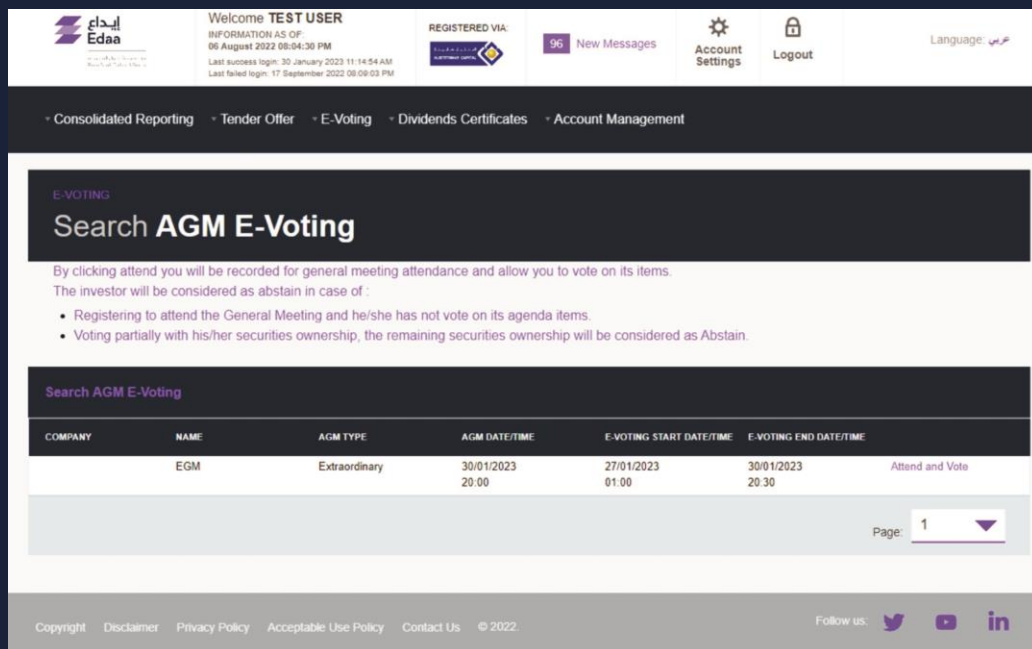 إيداع
Edaa
Welcome TEST USER
INFORMATION AS OF:
06 August 2022 08:04:30 PM
Last success login: 30 January 2023 11:14:54 AM
Last failed login: 17 September 2022 09:09:03 PM
REGISTERED VIA:
96 New Messages
Account Settings
Logout
Language: عربي
Consolidated Reporting Tender Offer E-Voting Dividends Certificates Account Management
E-VOTING
Search AGM E-Voting
By clicking attend you will be recorded for general meeting attendance and allow you to vote on its items.
The investor will be considered as abstain in case of :
• Registering to attend the General Meeting and he/she has not vote on its agenda items.
• Voting partially with his/her securities ownership, the remaining securities ownership will be considered as Abstain.
Search AGM E-Voting
COMPANY NAME AGM TYPE AGM DATE/TIME E-VOTING START DATE/TIME E-VOTING END DATE/TIME
EGM Extraordinary 30/01/2023 27/01/2023 30/01/2023 Attend and Vote
20:00 01:00 20:30
Page: 1
Copyright Disclaimer Privacy Policy Acceptable Use Policy Contact Us © 2022. Follow us: